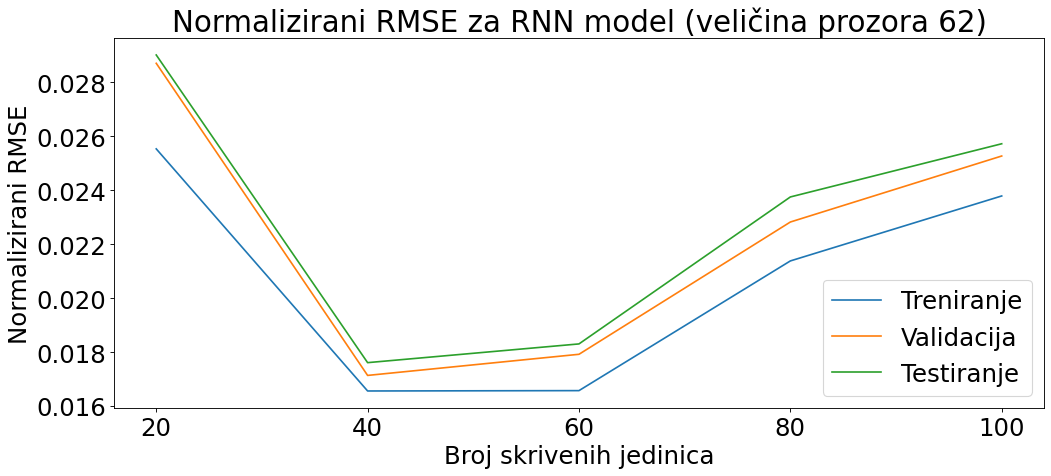 Normalizirani RMSE za RNN model (veličina prozora 62)
Normalizirani RMSE
0.028
0.026
0.024
0.022
0.020
0.018
0.016
20 40 60 80 100
Broj skrivenih jedinica
Treniranje
Validacija
Testiranje